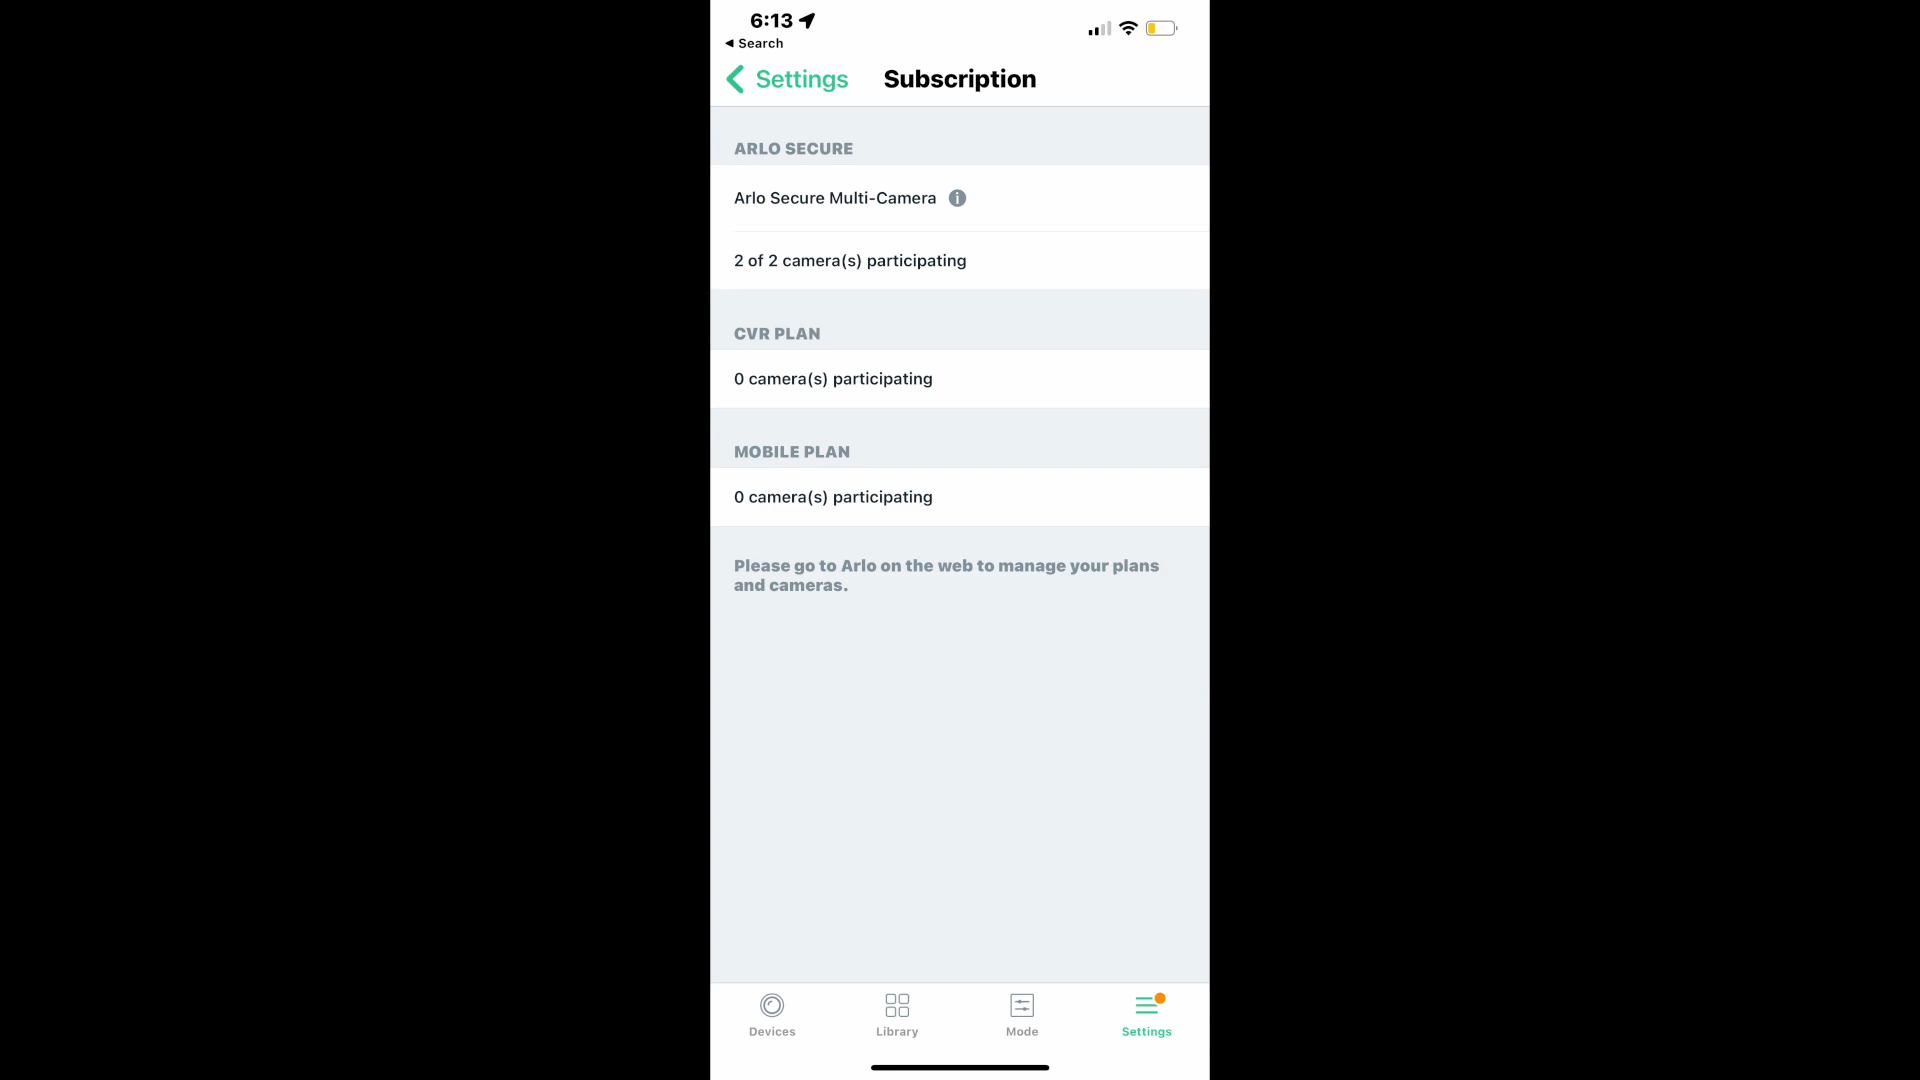 6:13
◀ Search
Settings
Subscription
ARLO SECURE
Arlo Secure Multi-Camera
2 of 2 camera(s) participating
CVR PLAN
0 camera(s) participating
MOBILE PLAN
0 camera(s) participating
Please go to Arlo on the web to manage your plans
and cameras.
Devices
Library
Mode
Settings